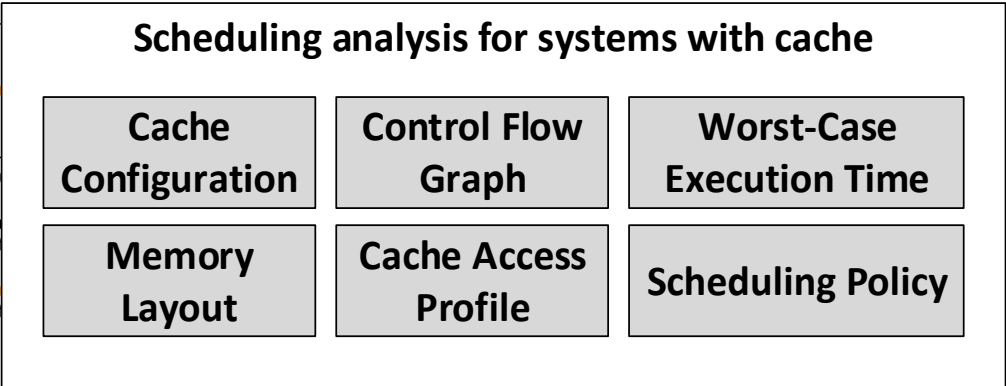 Scheduling analysis for systems with cache
Cache
Configuration
Control Flow
Graph
Worst-Case
Execution Time
Memory
Layout
Cache Access
Profile
Scheduling Policy